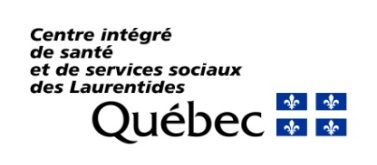 Centre intégré
de santé
et de services sociaux
des Laurentides
Québec